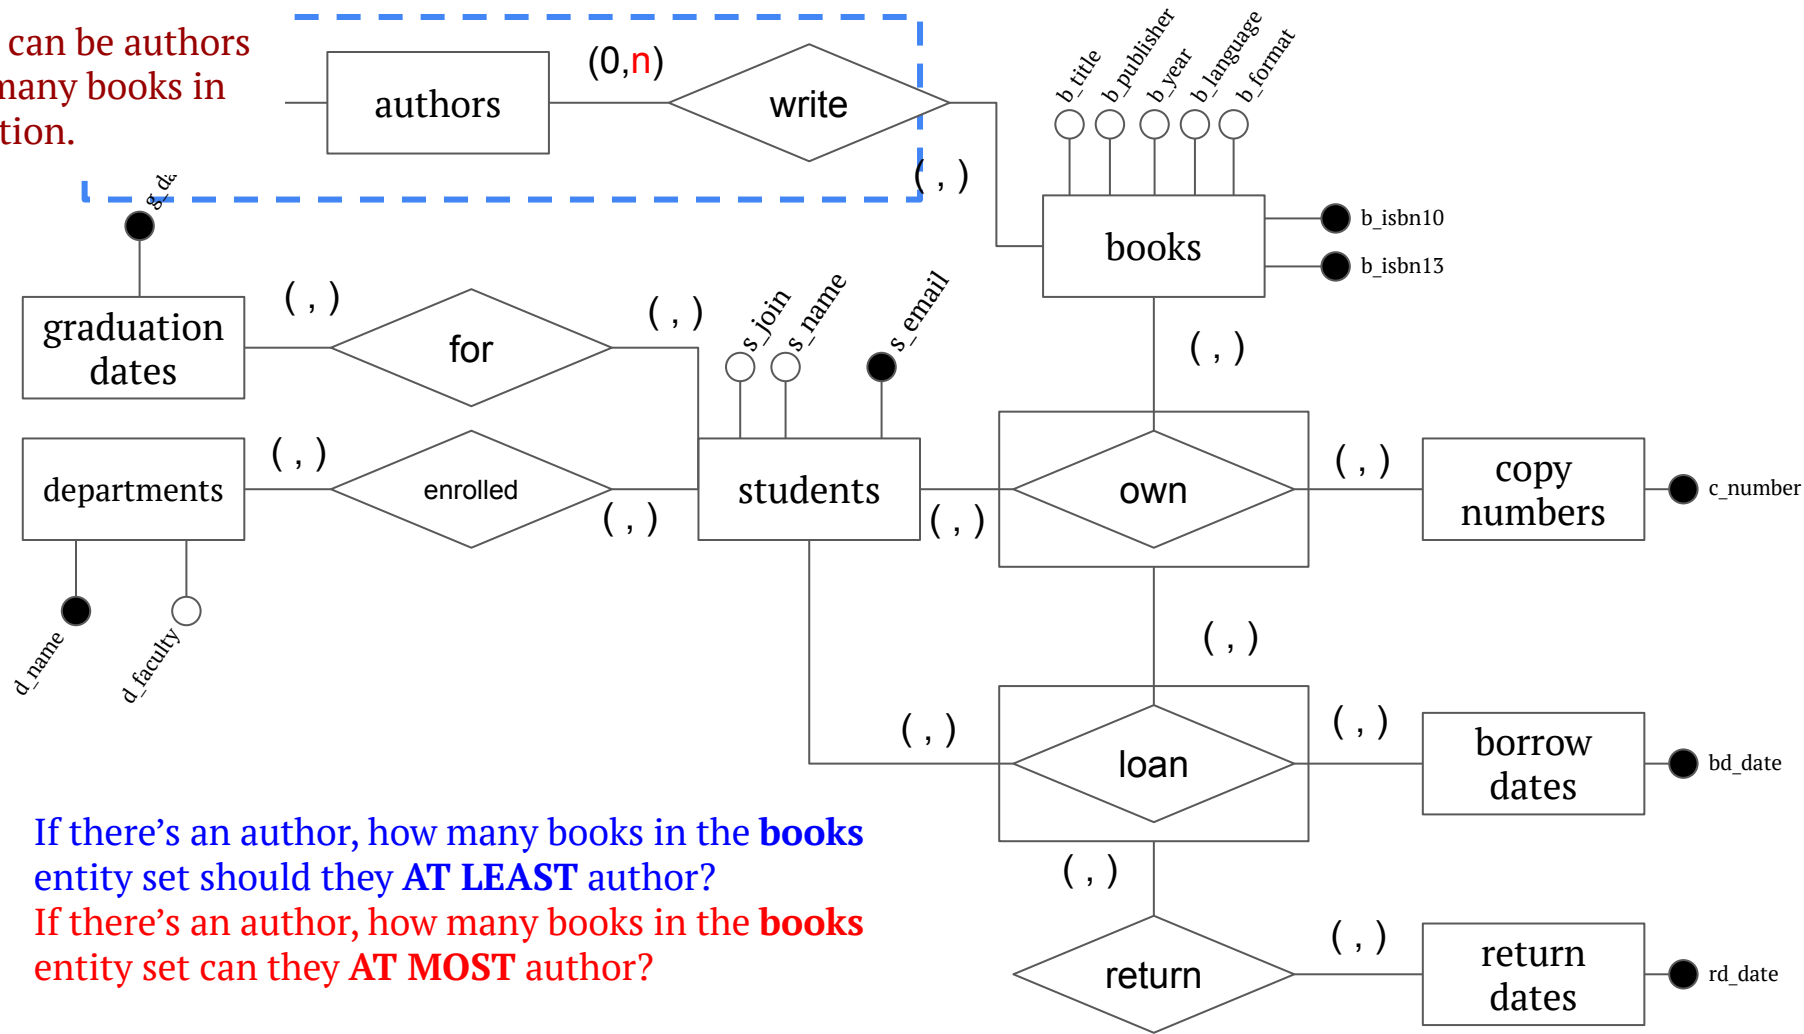 can be authors
many books in
tion.
authors
(0,n)
write
( , )
b_title
b_publisher
b_year
b_language
b_format
books
b_isbn10
b_isbn13
graduation
dates
( , )
for
( , )
s_join
s_name
s_email
( , )
departments
( , )
enrolled
( , )
students
( , )
own
( , )
copy
numbers
c_number
d_name
d_faculty
( , )
( , )
loan
( , )
borrow
dates
bd_date
If there’s an author, how many books in the books
entity set should they AT LEAST author?
If there’s an author, how many books in the books
entity set can they AT MOST author?
( , )
return
( , )
return
dates
rd_date